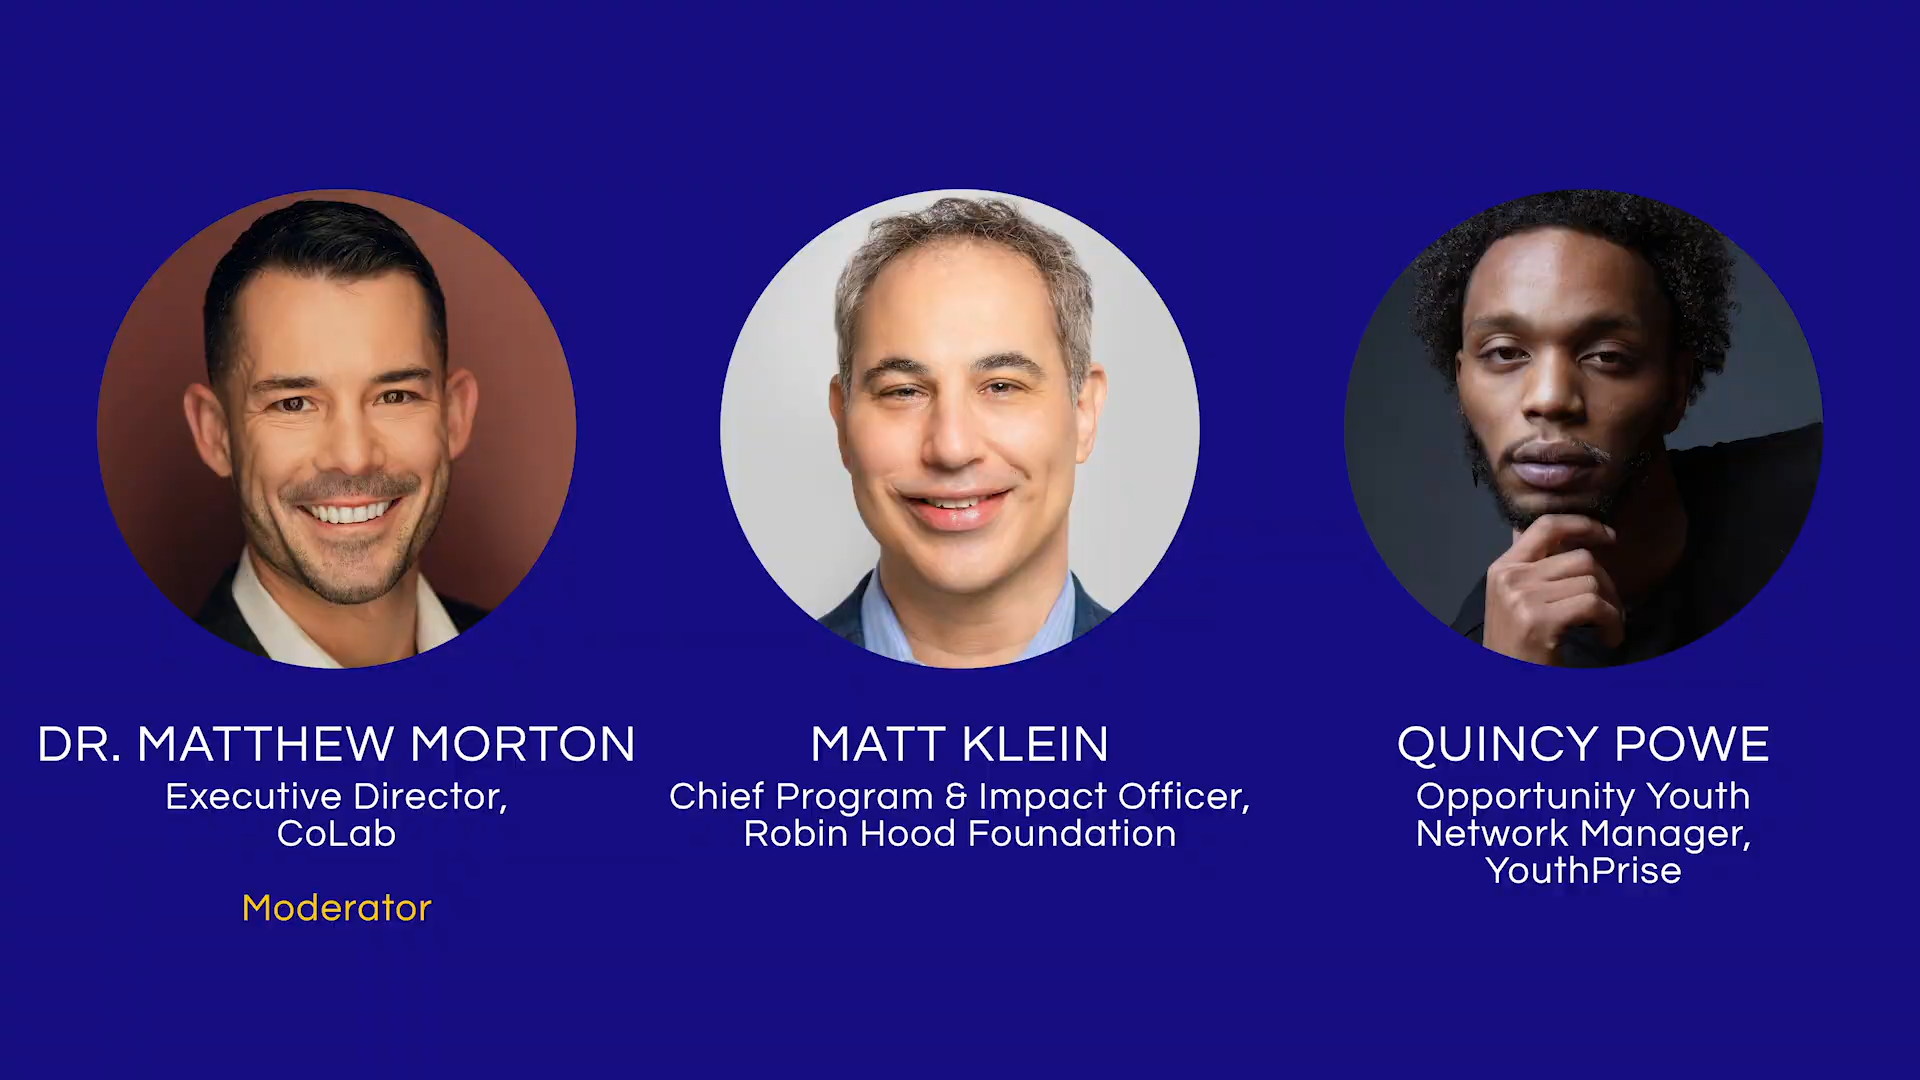 DR. MATTHEW MORTON
Executive Director,
CoLab
Moderator
MATT KLEIN
Chief Program & Impact Officer,
Robin Hood Foundation
QUINCY POWE
Opportunity Youth
Network Manager,
YouthPrise